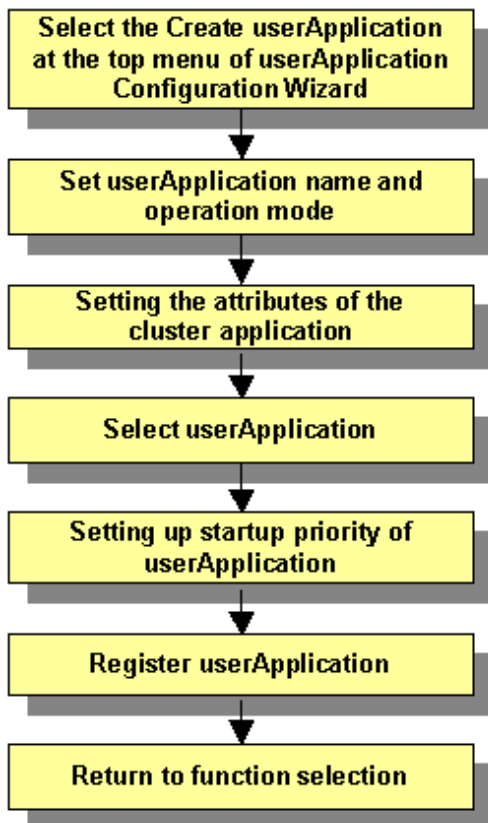 Select the Create userApplication
at the top menu of userApplication
Configuration Wizard
Set userApplication name and
operation mode
Setting the attributes of the
cluster application
Select userApplication
Setting up startup priority of
userApplication
Register userApplication
Return to function selection